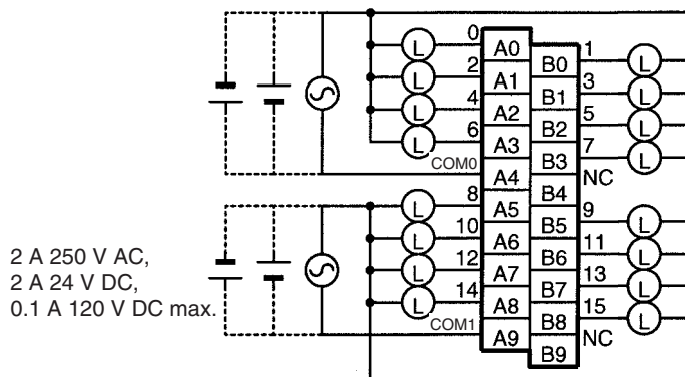 0 L A0 1
2 L B0 L
L A1 3
4 B1 L
L A2 5
6 B2 L
L A3 7
COM0 B3 L
A4 NC
8 B4
L A5 9
10 B5 L
L A6 11
12 B6 L
L A7 13
14 B7 L
L A8 15
COM1 B8 L
A9 NC
B9
2 A 250 V AC,
2 A 24 V DC,
0.1 A 120 V DC max.